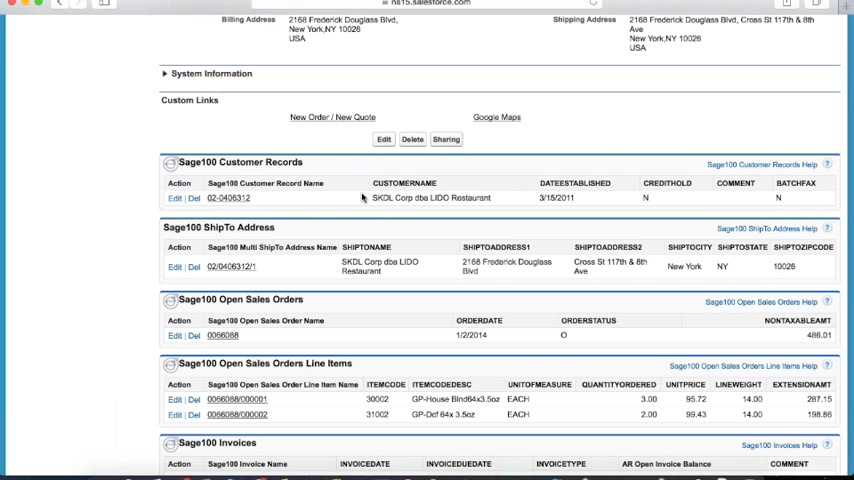 na15.salesforce.com
Billing Address 2168 Frederick Douglass Blvd, Shipping Address 2168 Frederick Douglass Blvd, Cross St 117th & 8th
New York,NY 10026 Ave
USA New York,NY 10026
USA
System Information
Custom Links
New Order / New Quote Google Maps
Edit Delete Sharing
Sage100 Customer Records Sage100 Customer Records Help ?
Action Sage100 Customer Record Name CUSTOMERNAME DATEESTABLISHED CREDITHOLD COMMENT BATCHFAX
Edit | Del 02-0406312 SKDL Corp dba LIDO Restaurant 3/15/2011 N N
Sage100 ShipTo Address Sage100 ShipTo Address Help ?
Action Sage100 Multi ShipTo Address Name SHIPTONAME SHIPTOADDRESS1 SHIPTOADDRESS2 SHIPTOCITY SHIPTOSTATE SHIPTOZIPCODE
Edit | Del 02/0406312/1 SKDL Corp dba LIDO 2168 Frederick Douglass Cross St 117th & 8th New York NY 10026
Restaurant Blvd Ave
Sage100 Open Sales Orders Sage100 Open Sales Orders Help ?
Action Sage100 Open Sales Order Name ORDERDATE ORDERSTATUS NONTAXABLEAMT
Edit | Del 0066068 1/2/2014 O 486.01
Sage100 Open Sales Orders Line Items Sage100 Open Sales Orders Line Items Help ?
Action Sage100 Open Sales Order Line Item Name ITEMCODE ITEMCODEDESC UNITOFMEASURE QUANTITYORDERED UNITPRICE LINEWEIGHT EXTENSIONAMT
Edit | Del 0066068/000001 30002 GP-House Blnd64x3.5oz EACH 3.00 95.72 14.00 287.15
Edit | Del 0066068/000002 31002 GP-Dcf 64x 3.5oz EACH 2.00 99.43 14.00 198.86
Sage100 Invoices Sage100 Invoices Help ?
Action Sage100 Invoice Name INVOICEDATE INVOICEDUEDATE INVOICETYPE AR Open Invoice Balance COMMENT